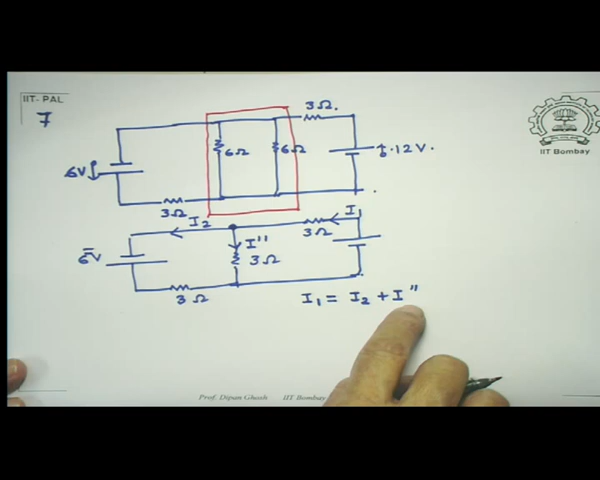 IIT- PAL
7
3Ω.
6V
6Ω
6Ω
12V.
3Ω
IIT Bombay
I₂
I₁
I"
3Ω
6V
3Ω
3Ω
I₁ = I₂ + I"
Prof. Dipan Ghosh IIT Bombay